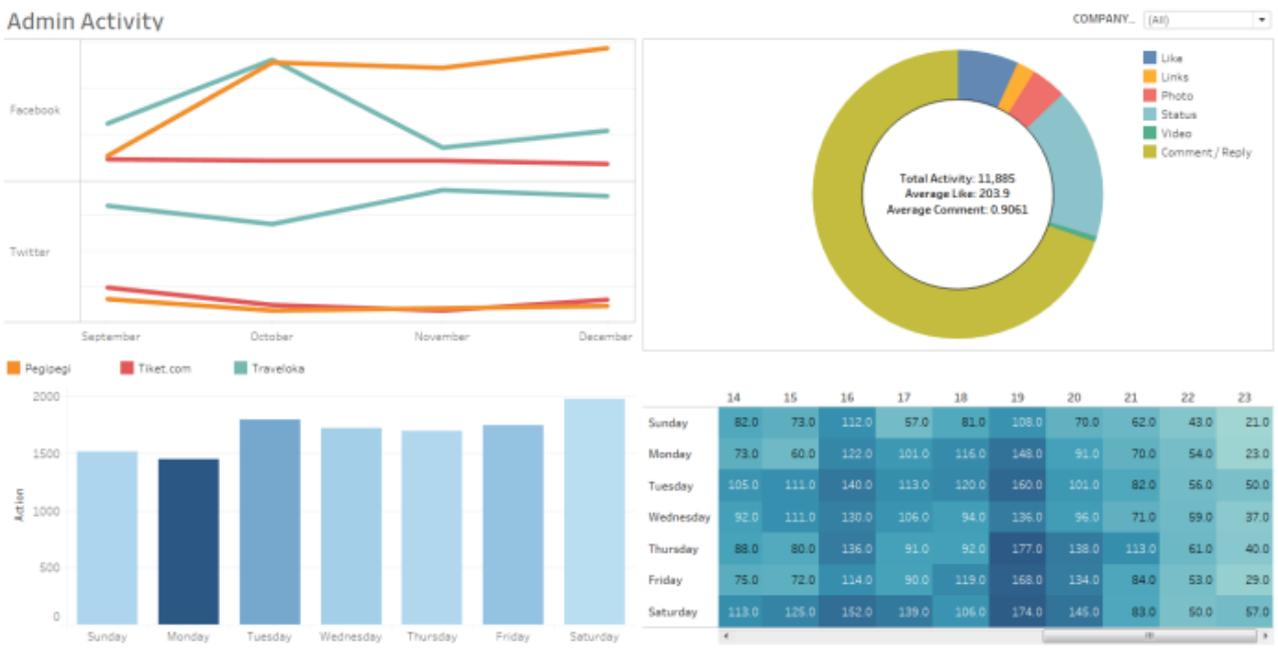 Admin Activity
COMPANY... (All)
Facebook
Twitter
September October November December
Pegipegi Tiket.com Traveloka
Like
Links
Photo
Status
Video
Comment / Reply
Total Activity: 11,885
Average Like: 203.9
Average Comment: 0.9061
Action
2000
1500
1000
500
0
Sunday Monday Tuesday Wednesday Thursday Friday Saturday
14 15 16 17 18 19 20 21 22 23
Sunday 82.0 73.0 112.0 57.0 81.0 108.0 70.0 62.0 43.0 21.0
Monday 73.0 60.0 122.0 101.0 116.0 148.0 91.0 70.0 54.0 23.0
Tuesday 105.0 111.0 140.0 113.0 120.0 160.0 101.0 82.0 56.0 50.0
Wednesday 92.0 111.0 130.0 106.0 94.0 136.0 96.0 71.0 59.0 37.0
Thursday 88.0 80.0 136.0 91.0 92.0 177.0 138.0 113.0 61.0 40.0
Friday 75.0 72.0 114.0 90.0 119.0 168.0 134.0 84.0 53.0 29.0
Saturday 113.0 125.0 152.0 139.0 106.0 174.0 145.0 83.0 50.0 57.0